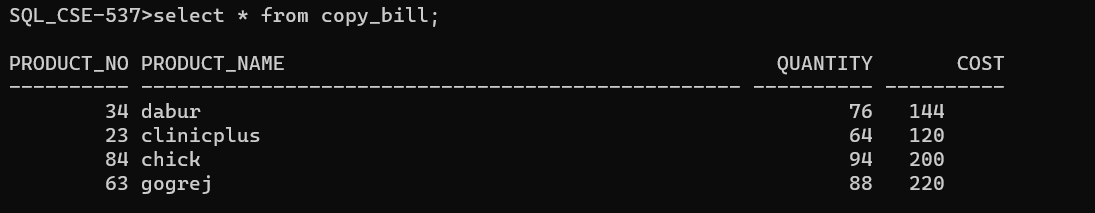 SQL_CSE-537>select * from copy_bill;
PRODUCT_NO PRODUCT_NAME QUANTITY COST
---------- -------------------------------------------------- ---------- ----------
34 dabur 76 144
23 clinicplus 64 120
84 chick 94 200
63 gogrej 88 220